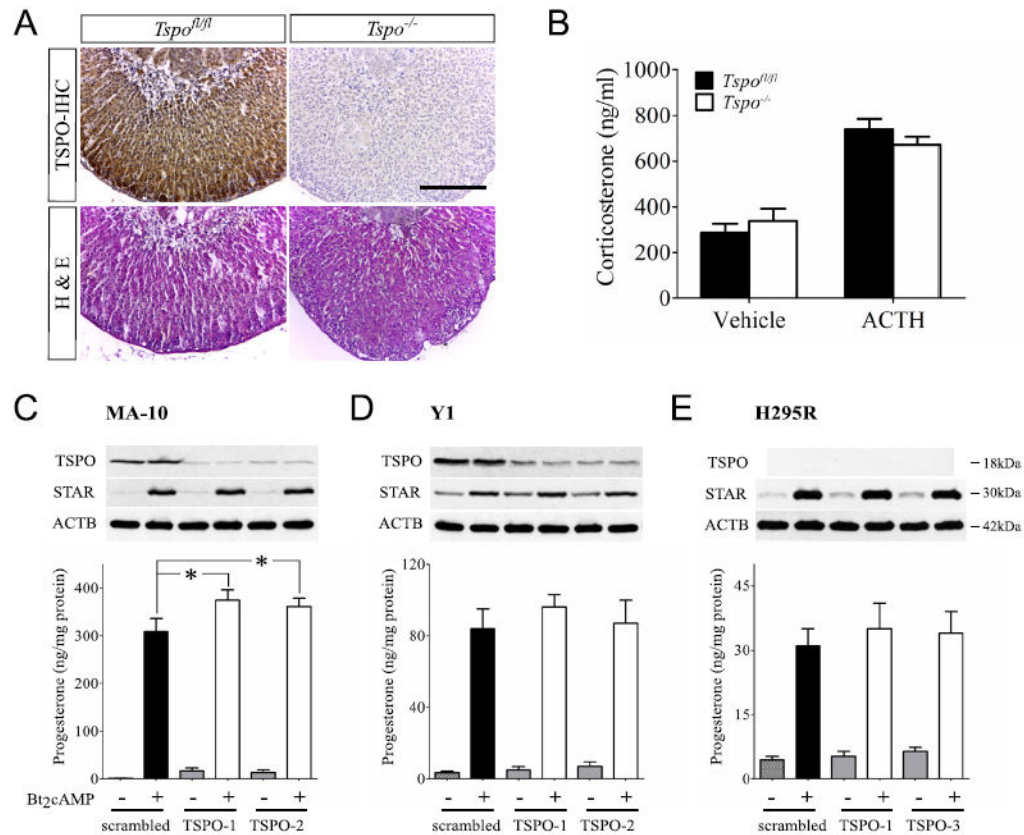 A
Tspo^fl/fl
Tspo^-/-
TSPO-IHC
H & E
B
Corticosterone (ng/ml)
1000
800
600
400
200
0
Tspo^fl/fl
Tspo^-/-
Vehicle
ACTH
C
MA-10
TSPO
STAR
ACTB
Progesterone (ng/mg protein)
400
300
200
100
0
*
*
Bt2cAMP
- + - + - +
scrambled TSPO-1 TSPO-2
D
Y1
TSPO
STAR
ACTB
Progesterone (ng/mg protein)
120
80
40
0
- + - + - +
scrambled TSPO-1 TSPO-2
E
H295R
TSPO
–18kDa
STAR
–30kDa
ACTB
–42kDa
Progesterone (ng/mg protein)
45
30
15
0
- + - + - +
scrambled TSPO-1 TSPO-3